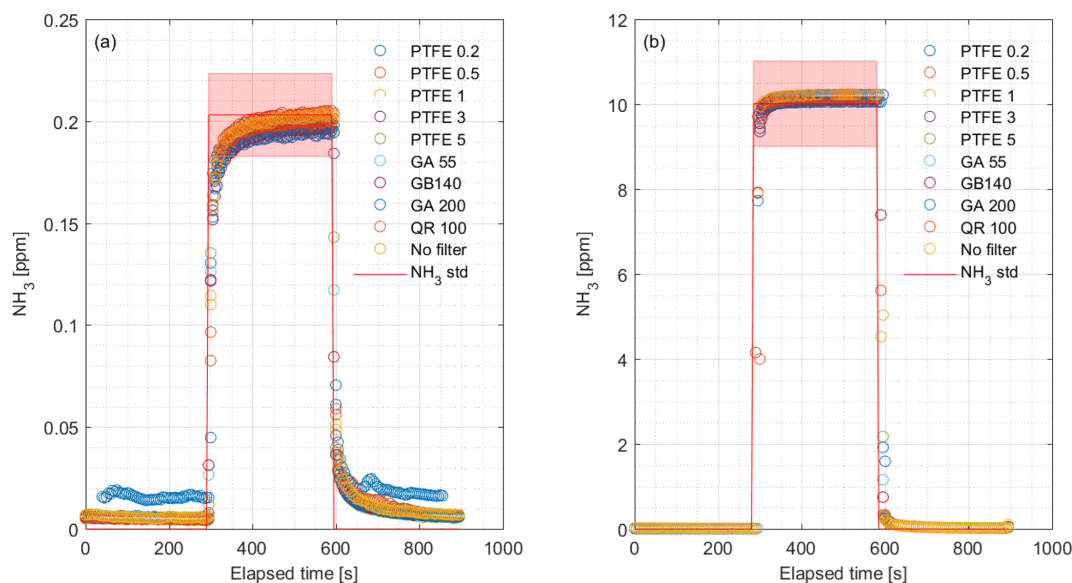 (a)
0.25
0.2
0.15
0.1
0.05
0
NH3 [ppm]
0
200
400
600
800
1000
Elapsed time [s]
PTFE 0.2
PTFE 0.5
PTFE 1
PTFE 3
PTFE 5
GA 55
GB140
GA 200
QR 100
No filter
NH3 std
(b)
12
10
8
6
4
2
0
NH3 [ppm]
0
200
400
600
800
1000
Elapsed time [s]
PTFE 0.2
PTFE 0.5
PTFE 1
PTFE 3
PTFE 5
GA 55
GB140
GA 200
QR 100
No filter
NH3 std